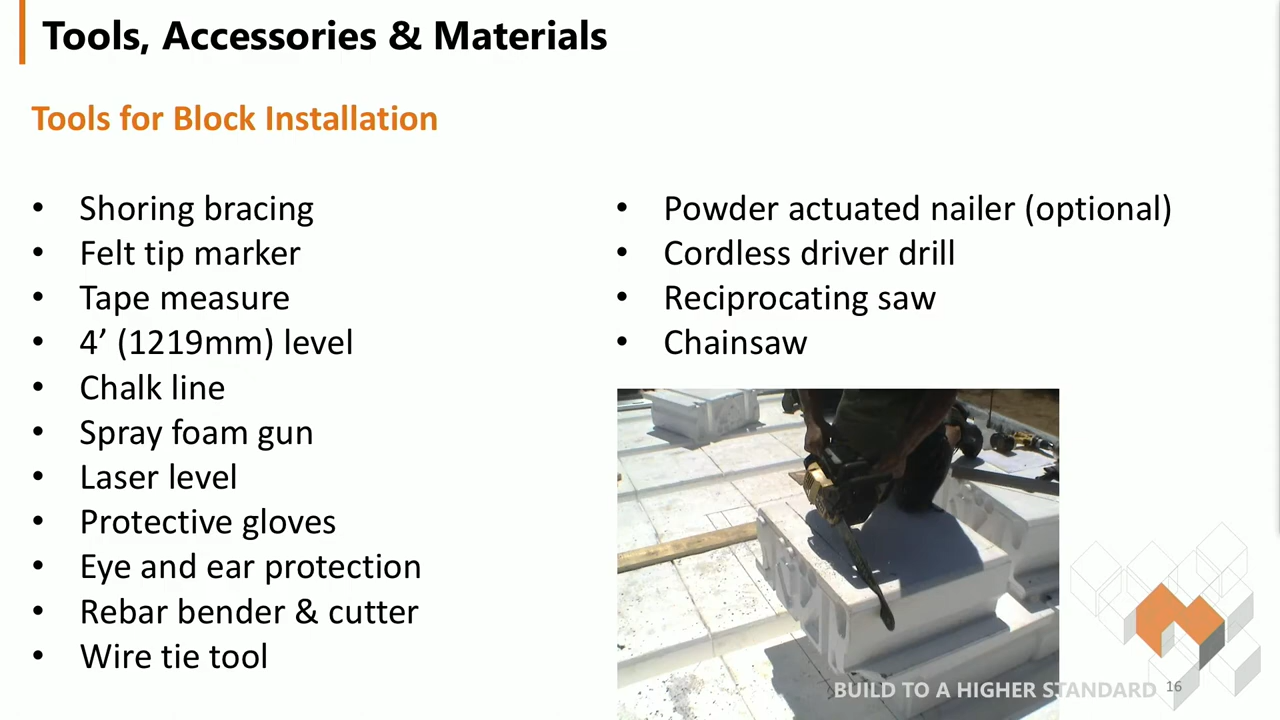 Tools, Accessories & Materials
Tools for Block Installation
• Shoring bracing
• Felt tip marker
• Tape measure
• 4’ (1219mm) level
• Chalk line
• Spray foam gun
• Laser level
• Protective gloves
• Eye and ear protection
• Rebar bender & cutter
• Wire tie tool
• Powder actuated nailer (optional)
• Cordless driver drill
• Reciprocating saw
• Chainsaw
BUILD TO A HIGHER STANDARD 16